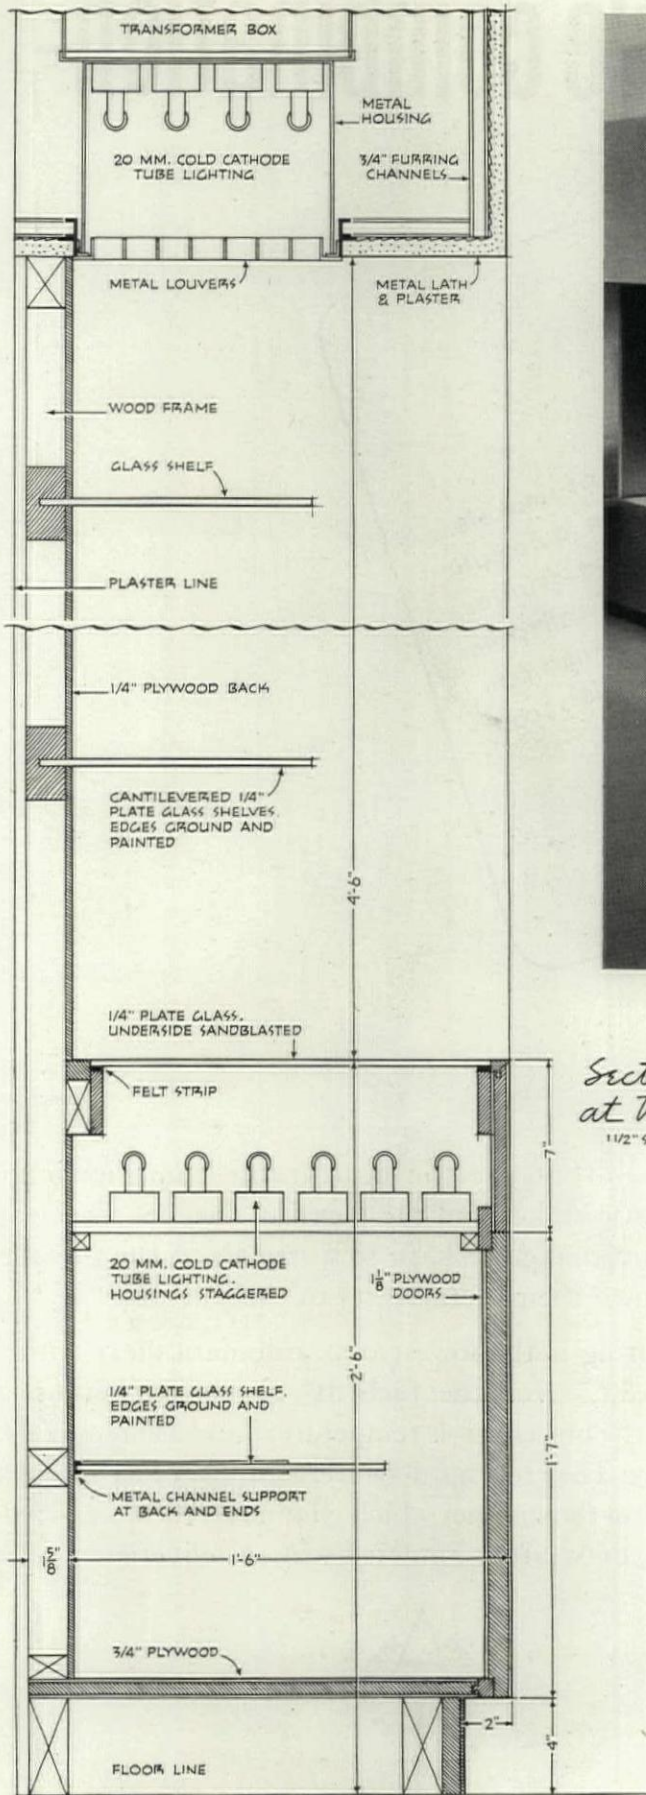 TRANSFORMER BOX
METAL
HOUSING
20 MM. COLD CATHODE
TUBE LIGHTING
3/4" FURRING
CHANNELS
METAL LOUVERS
METAL LATH
& PLASTER
WOOD FRAME
GLASS SHELF
PLASTER LINE
1/4" PLYWOOD BACK
CANTILEVERED 1/4"
PLATE GLASS SHELVES.
EDGES GROUND AND
PAINTED
4'-6"
1/4" PLATE GLASS.
UNDERSIDE SANDBLASTED
FELT STRIP
Sect
at
1 1/2"
7"
20 MM. COLD CATHODE
TUBE LIGHTING.
HOUSINGS STAGGERED
1 1/8" PLYWOOD
DOORS
2'-6"
1/4" PLATE GLASS SHELF.
EDGES GROUND AND
PAINTED
1'-7"
METAL CHANNEL SUPPORT
AT BACK AND ENDS
1 5/8"
1'-6"
3/4" PLYWOOD
2"
4"
FLOOR LINE